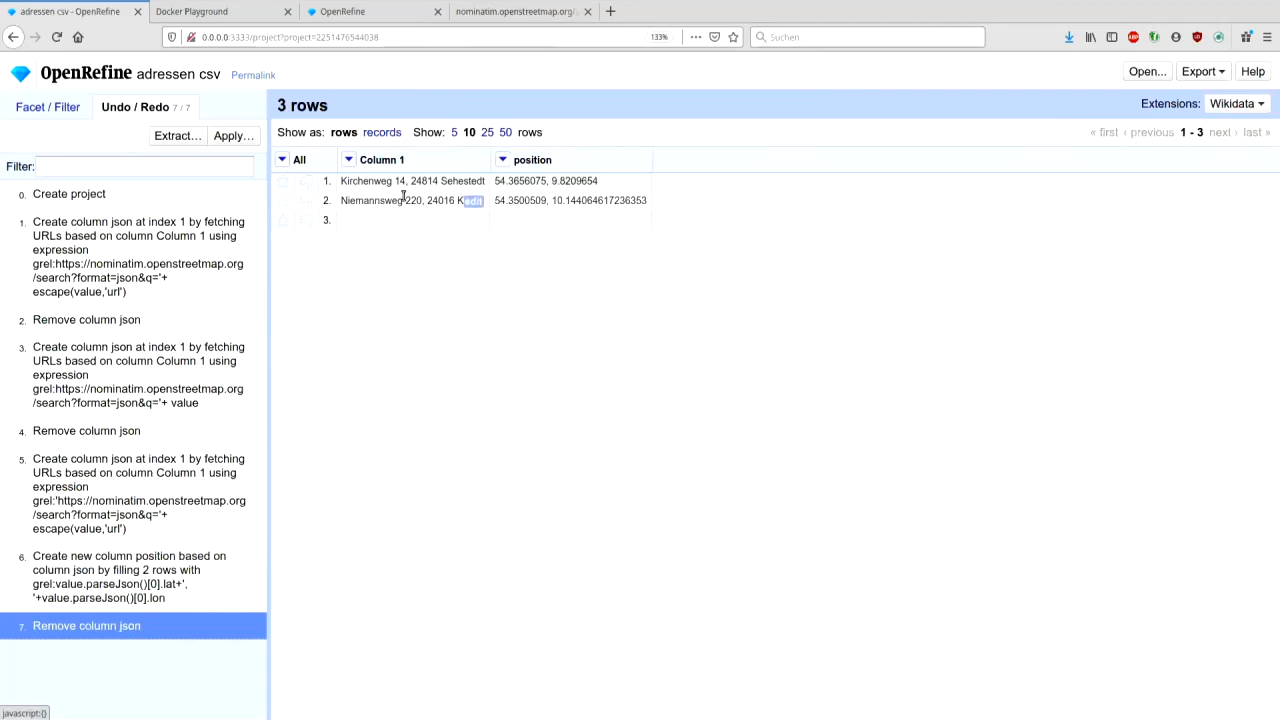 adressen csv - OpenRefine
Docker Playground
OpenRefine
nominatim.openstreetmap.org/
0.0.0.0:3333/project?project=2251476544038
133%
Suchen
OpenRefine adressen csv Permalink
Open...
Export
Help
Facet / Filter
Undo / Redo 7 / 7
3 rows
Extensions:
Wikidata
Extract...
Apply...
Show as: rows records Show: 5 10 25 50 rows
« first ‹ previous 1 - 3 next › last »
Filter:
All
Column 1
position
1. Kirchenweg 14, 24814 Sehestedt 54.3656075, 9.8209654
2. Niemannsweg 220, 24016 K edit 54.3500509, 10.144064617236353
3.
0. Create project
1. Create column json at index 1 by fetching
URLs based on column Column 1 using
expression
grel:https://nominatim.openstreetmap.org
/search?format=json&q='+
escape(value,'url')
2. Remove column json
3. Create column json at index 1 by fetching
URLs based on column Column 1 using
expression
grel:https://nominatim.openstreetmap.org
/search?format=json&q='+ value
4. Remove column json
5. Create column json at index 1 by fetching
URLs based on column Column 1 using
expression
grel:'https://nominatim.openstreetmap.org
/search?format=json&q='+
escape(value,'url')
6. Create new column position based on
column json by filling 2 rows with
grel:value.parseJson()[0].lat+',
'+value.parseJson()[0].lon
7. Remove column json
javascript:{}